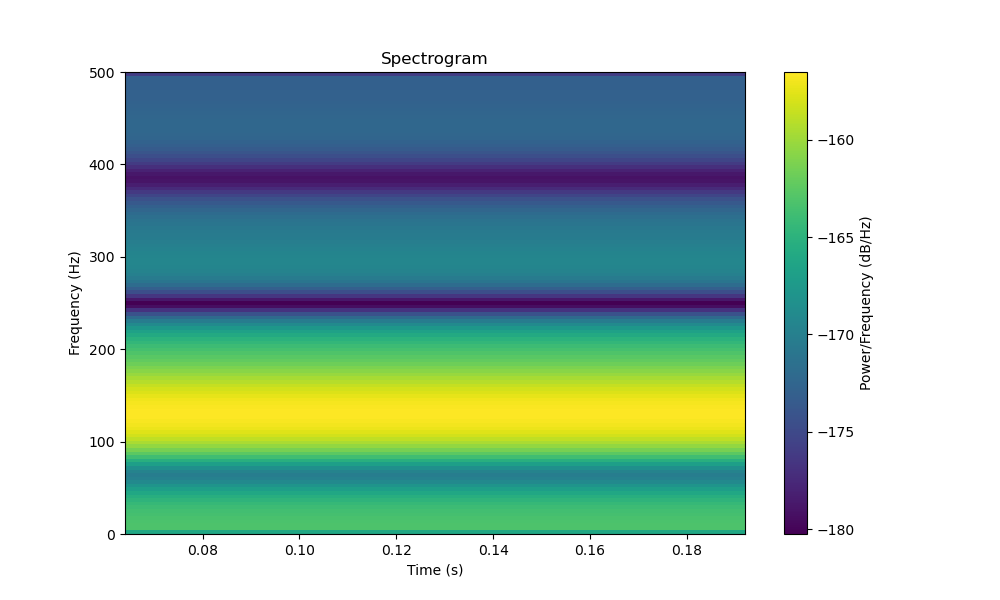 Spectrogram
500
400
300
200
100
0
Frequency (Hz)
0.08 0.10 0.12 0.14 0.16 0.18
Time (s)
−160
−165
−170
−175
−180
Power/Frequency (dB/Hz)